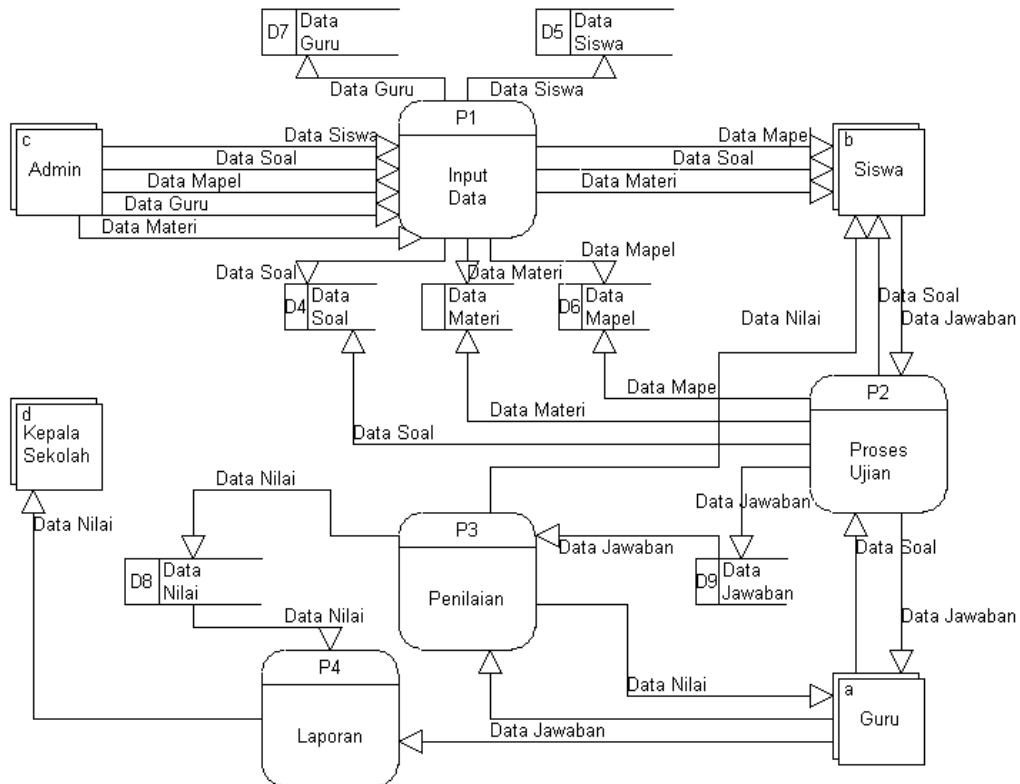 D7
Data
Guru
D5
Data
Siswa
Data Guru
Data Siswa
P1
Input
Data
c
Admin
Data Siswa
Data Soal
Data Mapel
Data Guru
Data Materi
Data Mapel
Data Soal
Data Materi
b
Siswa
Data Soal
Data Materi
Data Mapel
D4
Data
Soal
Data
Materi
D6
Data
Mapel
Data Nilai
Data Soal
Data Jawaban
Data Mape
Data Materi
Data Soal
P2
Proses
Ujian
d
Kepala
Sekolah
Data Nilai
Data Nilai
Data Jawaban
P3
Penilaian
Data Jawaban
Data Soal
D8
Data
Nilai
D9
Data
Jawaban
Data Nilai
Data Jawaban
P4
Laporan
Data Nilai
Data Jawaban
a
Guru